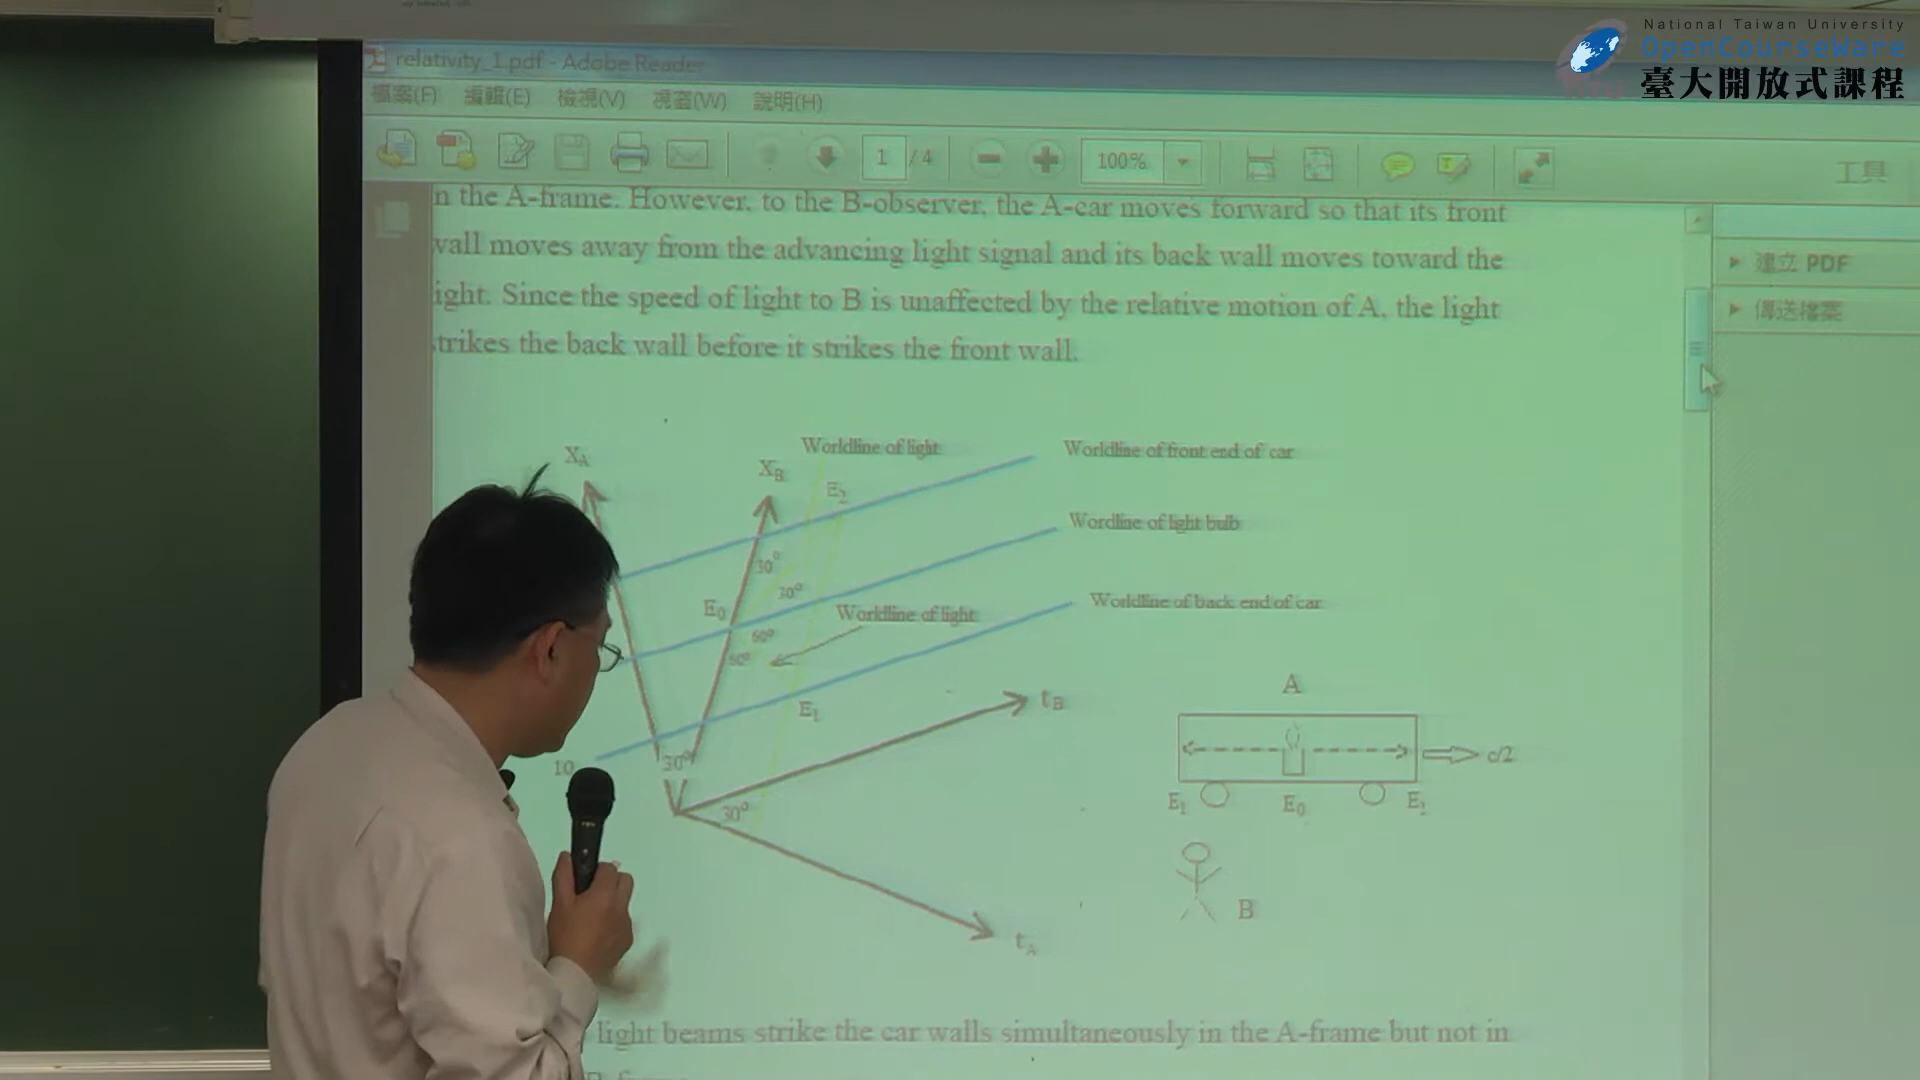 National Taiwan University
OpenCourseWare
臺大開放式課程
relativity_1.pdf - Adobe Reader
檔案(F) 編輯(E) 檢視(V) 視窗(W) 說明(H)
1 / 4 100% 工具
n the A-frame. However, to the B-observer, the A-car moves forward so that its front
wall moves away from the advancing light signal and its back wall moves toward the
ight. Since the speed of light to B is unaffected by the relative motion of A, the light
trikes the back wall before it strikes the front wall.
建立 PDF
傳送檔案
XA
XB
Worldline of light
E2
Worldline of front end of car
Wordline of light bulb
30°
30°
E0
Worldline of light
Worldline of back end of car
60°
60°
E1
tB
10
30°
30°
tA
A
c/2
E1 E0
B
light beams strike the car walls simultaneously in the A-frame but not in